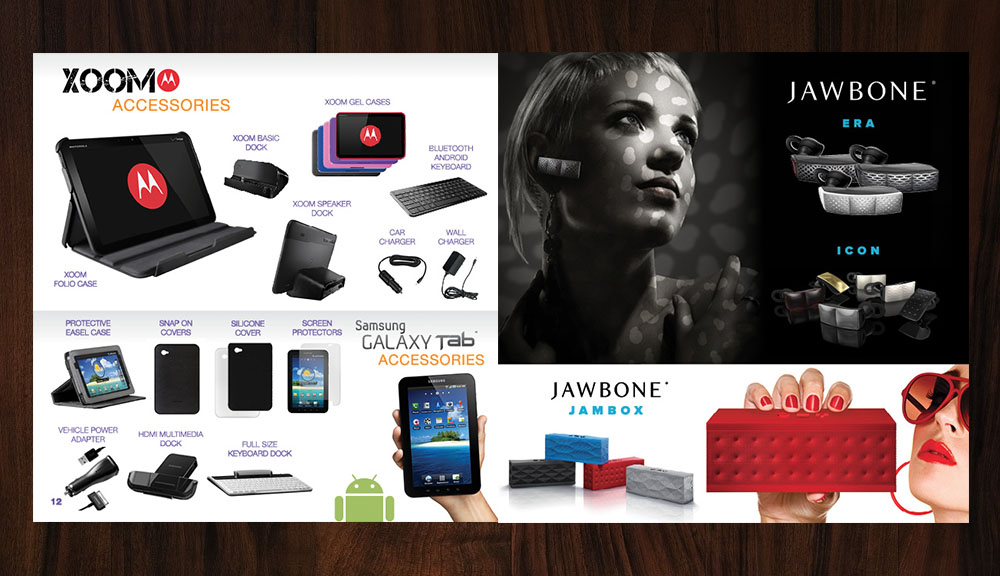 XOOM
ACCESSORIES
XOOM GEL CASES
XOOM BASIC
DOCK
BLUETOOTH
ANDROID
KEYBOARD
XOOM SPEAKER
DOCK
CAR
CHARGER
WALL
CHARGER
XOOM
FOLIO CASE
PROTECTIVE
EASEL CASE
SNAP ON
COVERS
SILICONE
COVER
SCREEN
PROTECTORS
Samsung
GALAXY Tab
ACCESSORIES
SAMSUNG
VEHICLE POWER
ADAPTER
HDMI MULTIMEDIA
DOCK
FULL SIZE
KEYBOARD DOCK
12
JAWBONE®
ERA
ICON
JAWBONE®
JAMBOX